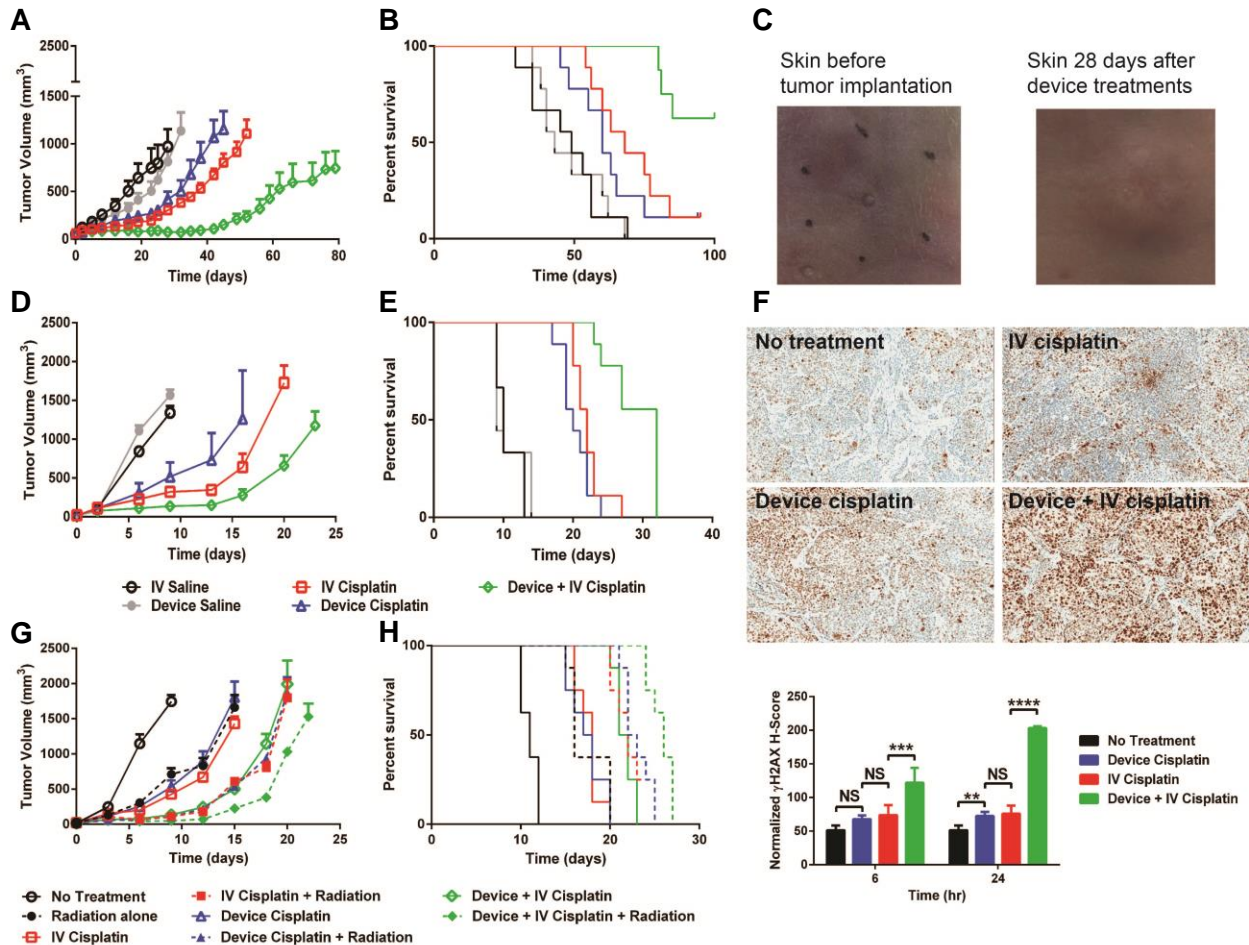 A
2500
1000
500
0
Tumor Volume (mm³)
0 20 40 60 80
Time (days)
B
100
50
0
Percent survival
0 50 100
Time (days)
C
Skin before
tumor implantation
Skin 28 days after
device treatments
D
2500
2000
1500
1000
500
0
Tumor Volume (mm³)
0 5 10 15 20 25
Time (days)
E
100
50
0
Percent survival
0 10 20 30 40
Time (days)
IV Saline
Device Saline
IV Cisplatin
Device Cisplatin
Device + IV Cisplatin
F
No treatment
IV cisplatin
Device cisplatin
Device + IV cisplatin
250
200
150
100
50
0
Normalized γH2AX H-Score
NS
NS
***
**
NS
****
6 24
Time (hr)
No Treatment
Device Cisplatin
IV Cisplatin
Device + IV Cisplatin
G
2500
2000
1500
1000
500
0
Tumor Volume (mm³)
0 5 10 15 20 25
Time (days)
H
100
50
0
Percent survival
0 10 20 30
Time (days)
No Treatment
Radiation alone
IV Cisplatin
IV Cisplatin + Radiation
Device Cisplatin
Device Cisplatin + Radiation
Device + IV Cisplatin
Device + IV Cisplatin + Radiation